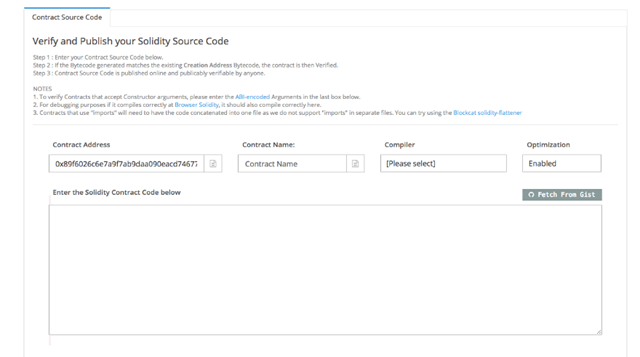 Contract Source Code
Verify and Publish your Solidity Source Code
Step 1 : Enter your Contract Source Code below.
Step 2 : If the Bytecode generated matches the existing Creation Address Bytecode, the contract is then Verified.
Step 3 : Contract Source Code is published online and publically verifiable by anyone.
NOTES
1. To verify Contracts that accept Constructor arguments, please enter the ABI-encoded Arguments in the last box below.
2. For debugging purposes if it compiles correctly at Browser Solidity, it should also compile correctly here.
3. Contracts that use "imports" will need to have the code concatenated into one file as we do not support "imports" in separate files. You can try using the Blockcat solidity-flattener
Contract Address Contract Name: Compiler Optimization
0x89f6026c6e7a9f7ab9daa090eacd74677 Contract Name [Please select] Enabled
Enter the Solidity Contract Code below Fetch From Gist